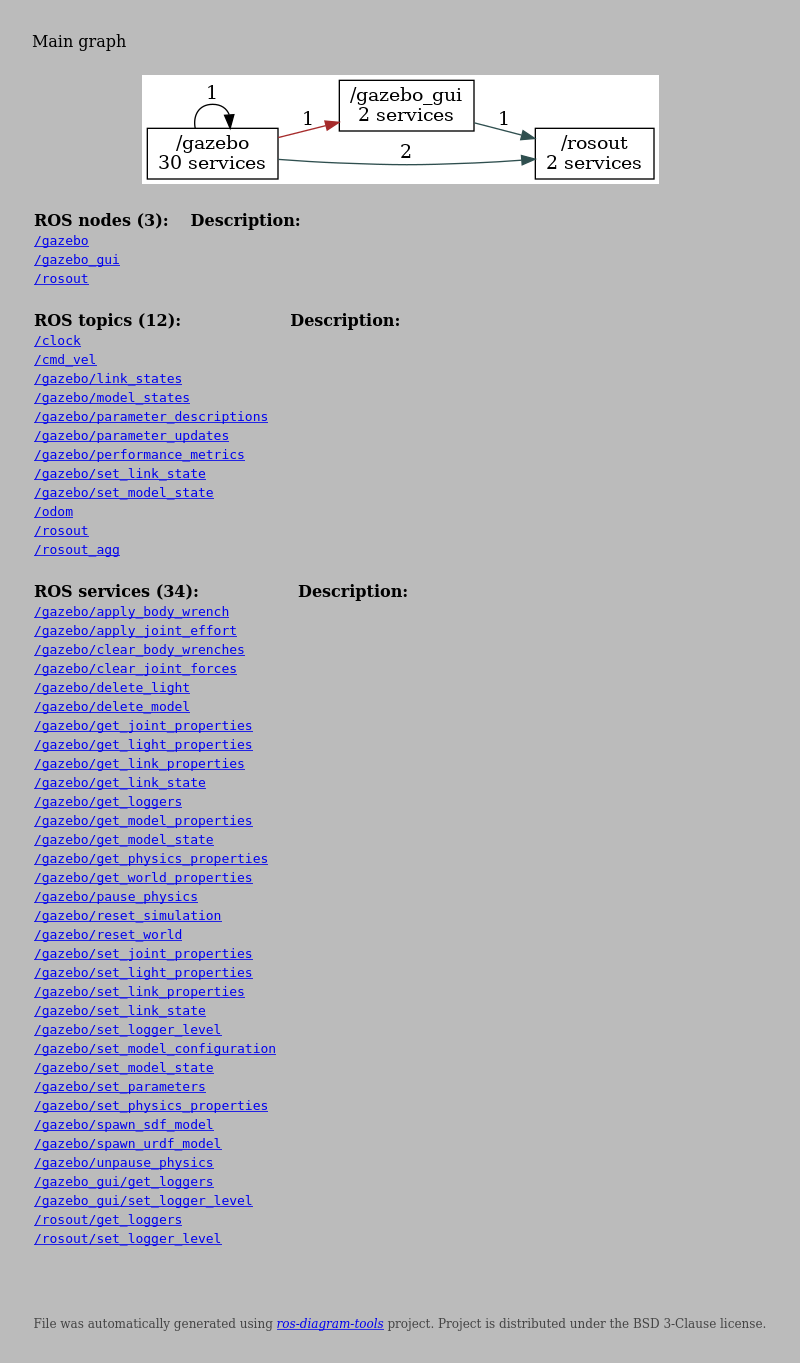 Main graph
1
/gazebo
30 services
1
/gazebo_gui
2 services
1
2
/rosout
2 services
ROS nodes (3): Description:
/gazebo
/gazebo_gui
/rosout
ROS topics (12): Description:
/clock
/cmd_vel
/gazebo/link_states
/gazebo/model_states
/gazebo/parameter_descriptions
/gazebo/parameter_updates
/gazebo/performance_metrics
/gazebo/set_link_state
/gazebo/set_model_state
/odom
/rosout
/rosout_agg
ROS services (34): Description:
/gazebo/apply_body_wrench
/gazebo/apply_joint_effort
/gazebo/clear_body_wrenches
/gazebo/clear_joint_forces
/gazebo/delete_light
/gazebo/delete_model
/gazebo/get_joint_properties
/gazebo/get_light_properties
/gazebo/get_link_properties
/gazebo/get_link_state
/gazebo/get_loggers
/gazebo/get_model_properties
/gazebo/get_model_state
/gazebo/get_physics_properties
/gazebo/get_world_properties
/gazebo/pause_physics
/gazebo/reset_simulation
/gazebo/reset_world
/gazebo/set_joint_properties
/gazebo/set_light_properties
/gazebo/set_link_properties
/gazebo/set_link_state
/gazebo/set_logger_level
/gazebo/set_model_configuration
/gazebo/set_model_state
/gazebo/set_parameters
/gazebo/set_physics_properties
/gazebo/spawn_sdf_model
/gazebo/spawn_urdf_model
/gazebo/unpause_physics
/gazebo_gui/get_loggers
/gazebo_gui/set_logger_level
/rosout/get_loggers
/rosout/set_logger_level
File was automatically generated using ros-diagram-tools project. Project is distributed under the BSD 3-Clause license.